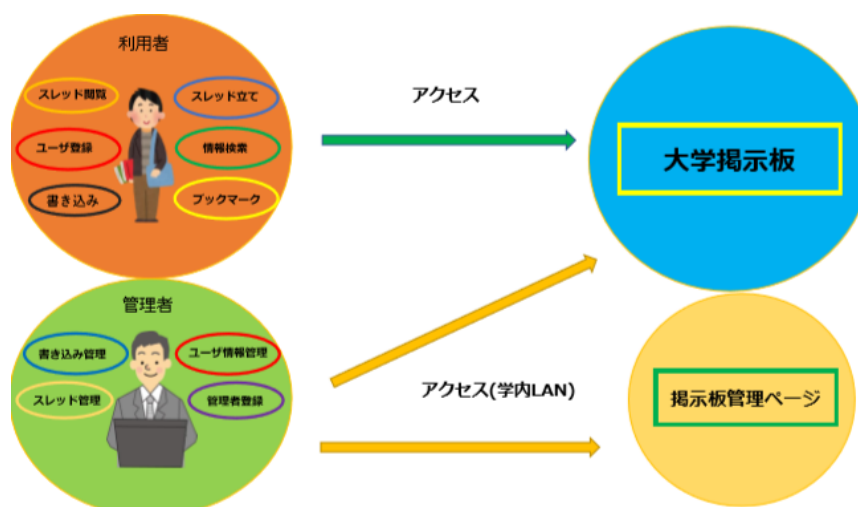 利用者
スレッド閲覧
スレッド立て
ユーザ登録
情報検索
書き込み
ブックマーク
アクセス
大学掲示板
管理者
書き込み管理
ユーザ情報管理
スレッド管理
管理者登録
アクセス(学内LAN)
掲示板管理ページ